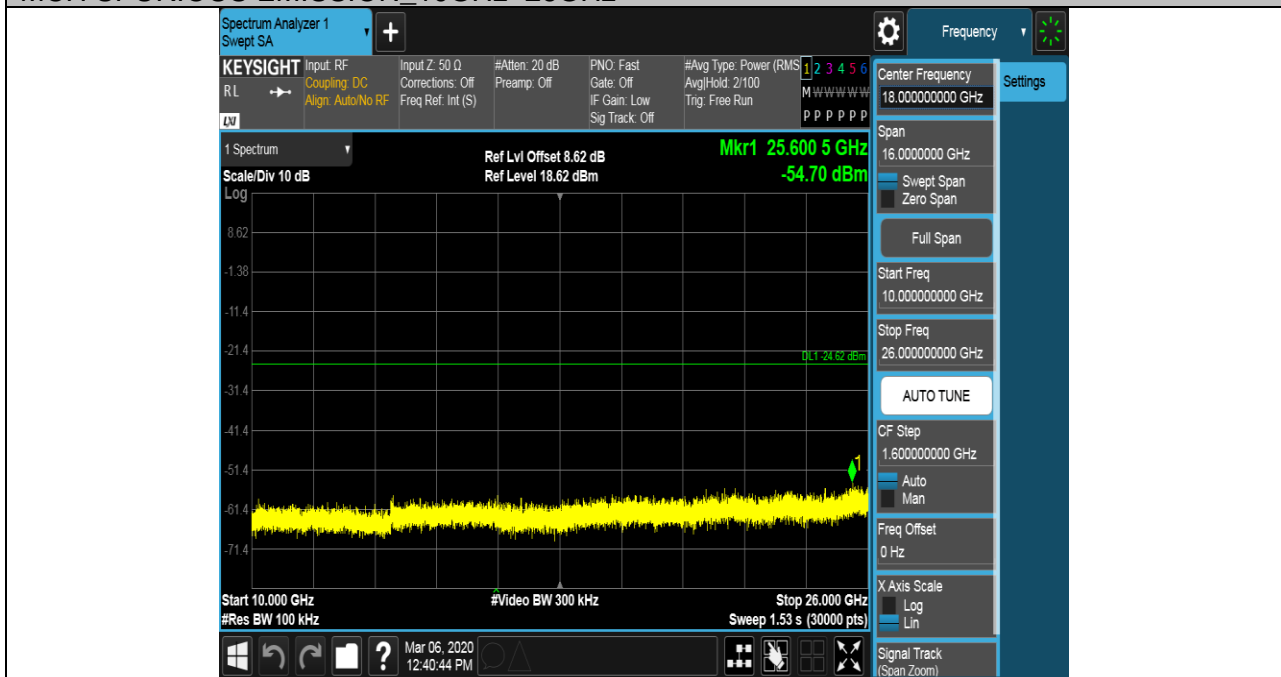 Spectrum Analyzer 1
Swept SA
+
Frequency
KEYSIGHT
RL
LXI
Input: RF
Coupling: DC
Align: Auto/No RF
Input Z: 50 Ω
Corrections: Off
Freq Ref: Int (S)
#Atten: 20 dB
Preamp: Off
PNO: Fast
Gate: Off
IF Gain: Low
Sig Track: Off
#Avg Type: Power (RMS
Avg|Hold: 2/100
Trig: Free Run
1 2 3 4 5 6
M W W W W W
P P P P P P
1 Spectrum
Scale/Div 10 dB
Log
Ref Lvl Offset 8.62 dB
Ref Level 18.62 dBm
Mkr1 25.600 5 GHz
-54.70 dBm
8.62
-1.38
-11.4
-21.4
DL1 -24.62 dBm
-31.4
-41.4
-51.4
1
-61.4
-71.4
Start 10.000 GHz
#Res BW 100 kHz
#Video BW 300 kHz
Stop 26.000 GHz
Sweep 1.53 s (30000 pts)
?
Mar 06, 2020
12:40:44 PM
Center Frequency
18.000000000 GHz
Span
16.0000000 GHz
Swept Span
Zero Span
Full Span
Start Freq
10.000000000 GHz
Stop Freq
26.000000000 GHz
AUTO TUNE
CF Step
1.600000000 GHz
Auto
Man
Freq Offset
0 Hz
X Axis Scale
Log
Lin
Signal Track
(Span Zoom)
Settings